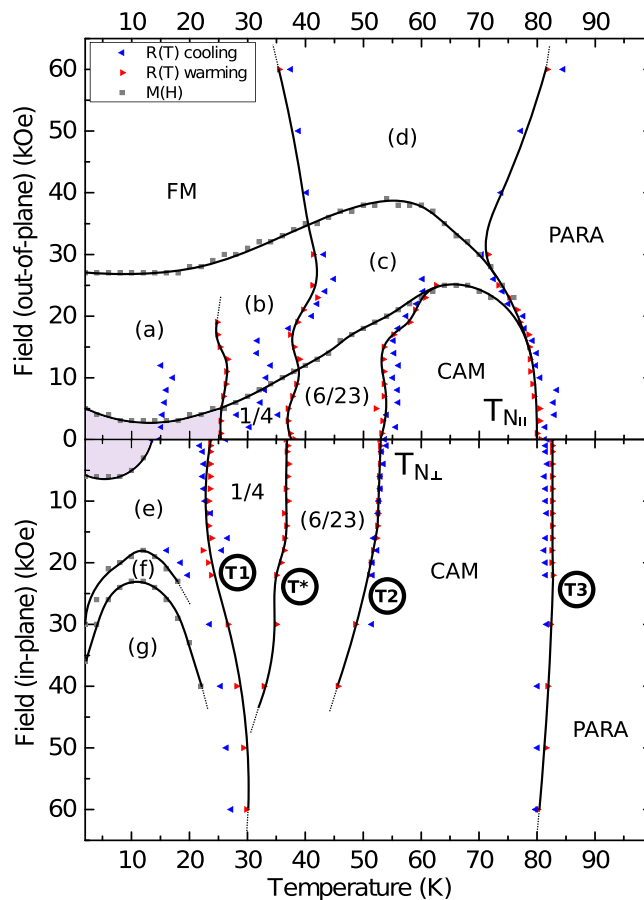 10 20 30 40 50 60 70 80 90
R(T) cooling
R(T) warming
M(H)
60
50
40
30
20
10
0
Field (out-of-plane) (kOe)
(d)
FM
PARA
(c)
(b)
(a)
CAM
(6/23)
1/4
TN||
TN⊥
1/4
(e)
(6/23)
(f)
T1
T*
T2
CAM
T3
(g)
PARA
10
20
30
40
50
60
Field (in-plane) (kOe)
10 20 30 40 50 60 70 80 90
Temperature (K)